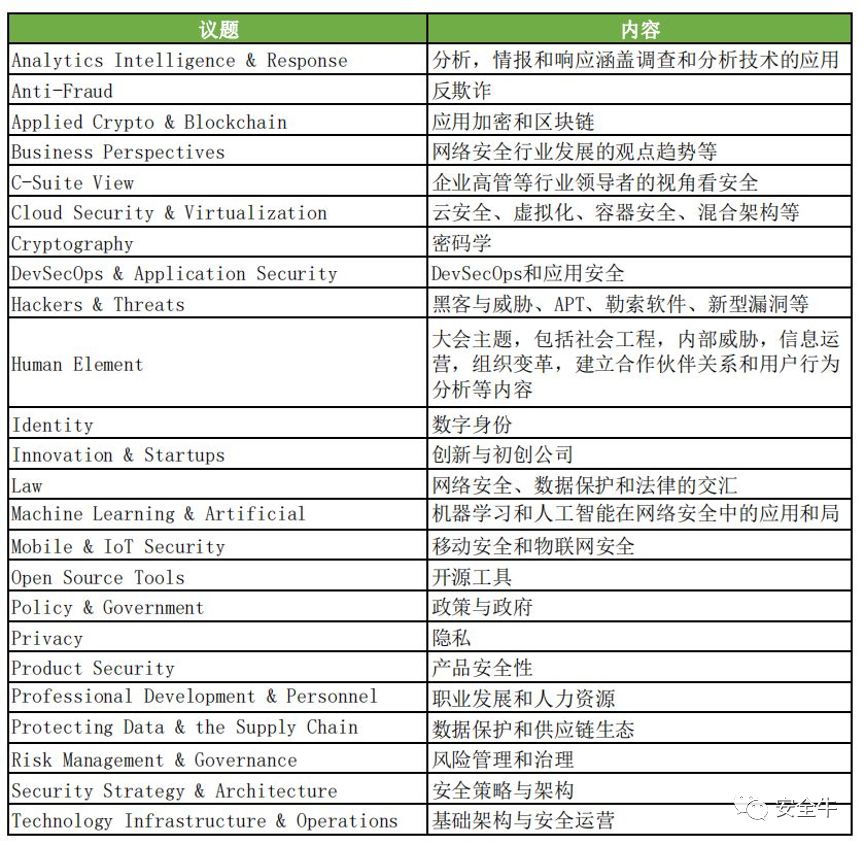 议题 内容
Analytics Intelligence & Response 分析，情报和响应涵盖调查和分析技术的应用
Anti-Fraud 反欺诈
Applied Crypto & Blockchain 应用加密和区块链
Business Perspectives 网络安全行业发展的观点趋势等
C-Suite View 企业高管等行业领导者的视角看安全
Cloud Security & Virtualization 云安全、虚拟化、容器安全、混合架构等
Cryptography 密码学
DevSecOps & Application Security DevSecOps和应用安全
Hackers & Threats 黑客与威胁、APT、勒索软件、新型漏洞等
Human Element 大会主题，包括社会工程，内部威胁，信息运
营，组织变革，建立合作伙伴关系和用户行为
分析等内容
Identity 数字身份
Innovation & Startups 创新与初创公司
Law 网络安全、数据保护和法律的交汇
Machine Learning & Artificial 机器学习和人工智能在网络安全中的应用和局
Mobile & IoT Security 移动安全和物联网安全
Open Source Tools 开源工具
Policy & Government 政策与政府
Privacy 隐私
Product Security 产品安全性
Professional Development & Personnel 职业发展和人力资源
Protecting Data & the Supply Chain 数据保护和供应链生态
Risk Management & Governance 风险管理和治理
Security Strategy & Architecture 安全策略与架构
Technology Infrastructure & Operations 基础架构与安全运营
安全牛